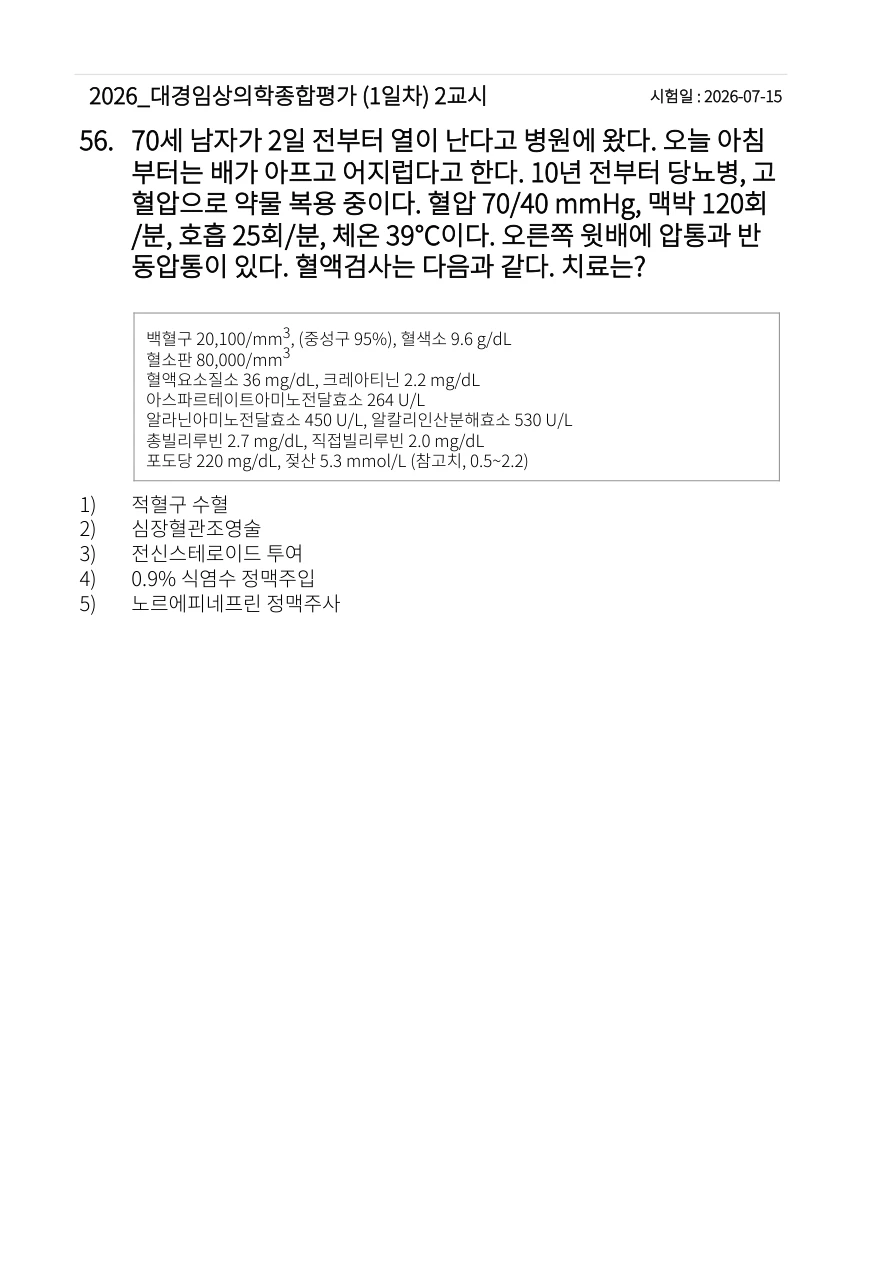 2026_대경임상의학종합평가 (1일차) 2교시
시험일 : 2026-07-15
56. 70세 남자가 2일 전부터 열이 난다고 병원에 왔다. 오늘 아침
부터는 배가 아프고 어지럽다고 한다. 10년 전부터 당뇨병, 고
혈압으로 약물 복용 중이다. 혈압 70/40 mmHg, 맥박 120회
/분, 호흡 25회/분, 체온 39℃이다. 오른쪽 윗배에 압통과 반
동압통이 있다. 혈액검사는 다음과 같다. 치료는?
백혈구 20,100/mm³, (중성구 95%), 혈색소 9.6 g/dL
혈소판 80,000/mm³
혈액요소질소 36 mg/dL, 크레아티닌 2.2 mg/dL
아스파르테이트아미노전달효소 264 U/L
알라닌아미노전달효소 450 U/L, 알칼리인산분해효소 530 U/L
총빌리루빈 2.7 mg/dL, 직접빌리루빈 2.0 mg/dL
포도당 220 mg/dL, 젖산 5.3 mmol/L (참고치, 0.5~2.2)
1) 적혈구 수혈
2) 심장혈관조영술
3) 전신스테로이드 투여
4) 0.9% 식염수 정맥주입
5) 노르에피네프린 정맥주사